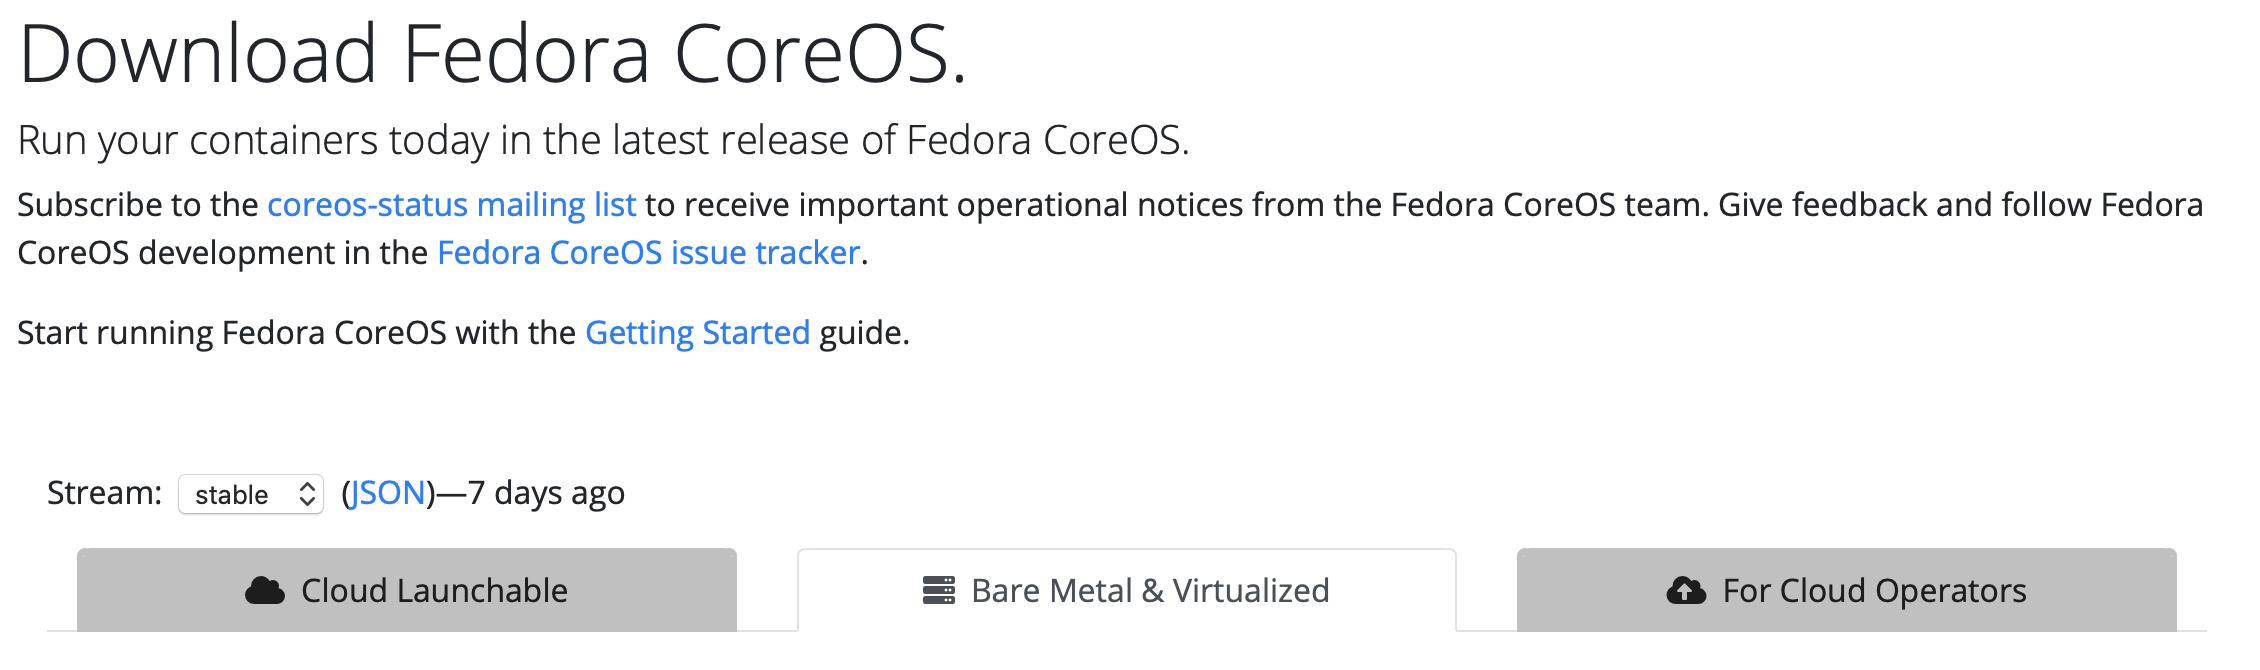 Download Fedora CoreOS.
Run your containers today in the latest release of Fedora CoreOS.
Subscribe to the coreos-status mailing list to receive important operational notices from the Fedora CoreOS team. Give feedback and follow Fedora
CoreOS development in the Fedora CoreOS issue tracker.
Start running Fedora CoreOS with the Getting Started guide.
Stream: stable (JSON)—7 days ago
Cloud Launchable Bare Metal & Virtualized For Cloud Operators